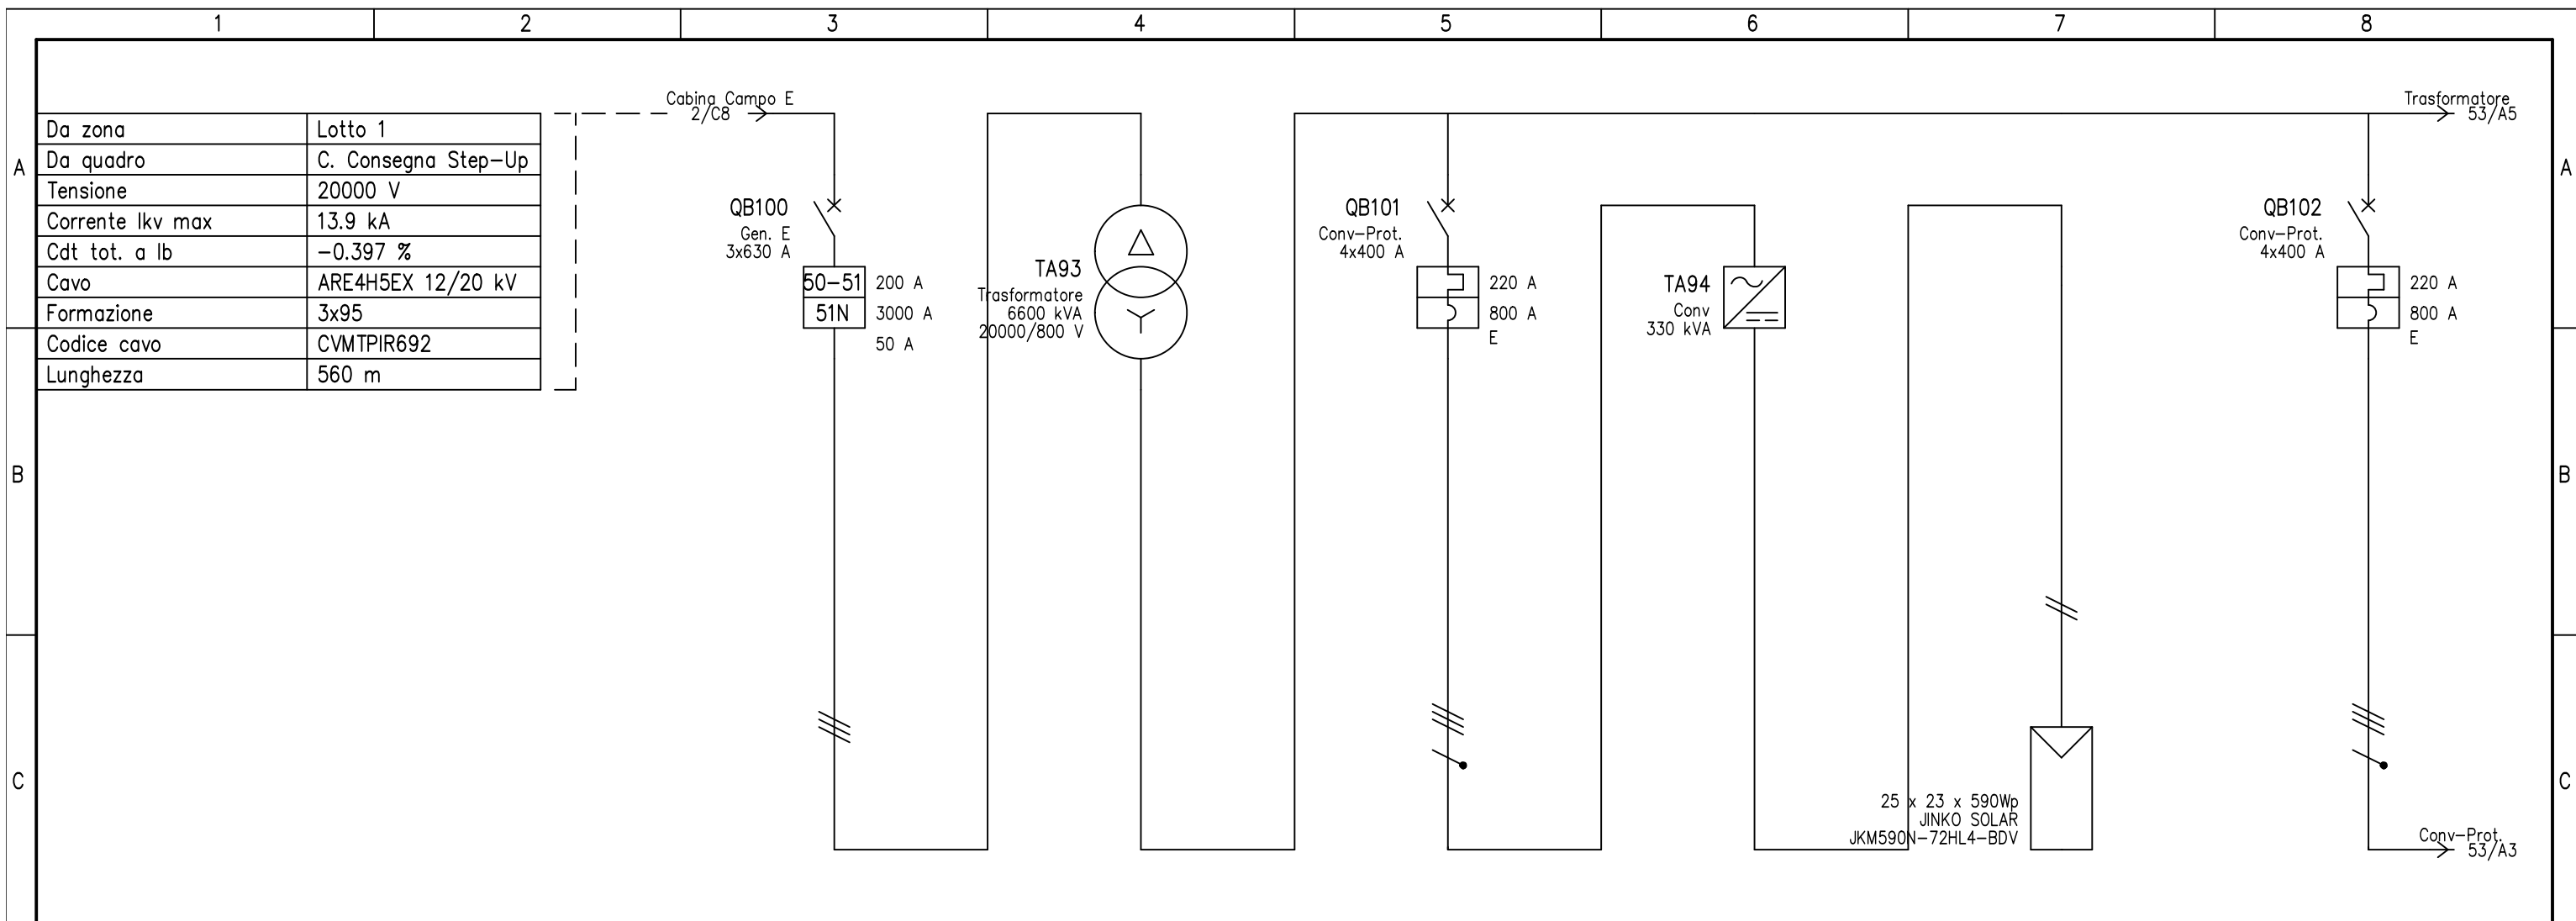 1 2 3 4 5 6 7 8
Cabina Campo E
2/C8
Trasformatore
53/A5
A
Da zona Lotto 1
Da quadro C. Consegna Step-Up
Tensione 20000 V
Corrente Ikv max 13.9 kA
Cdt tot. a Ib -0.397 %
Cavo ARE4H5EX 12/20 kV
Formazione 3x95
Codice cavo CVMTPIR692
Lunghezza 560 m
QB100
Gen. E
3x630 A
50-51 200 A
51N 3000 A
50 A
TA93
Trasformatore
6600 kVA
20000/800 V
QB101
Conv-Prot.
4x400 A
220 A
800 A
E
TA94
Conv
330 kVA
QB102
Conv-Prot.
4x400 A
220 A
800 A
E
A
B
B
C
25 x 23 x 590Wp
JINKO SOLAR
JKM590N-72HL4-BDV
Conv-Prot.
53/A3
C